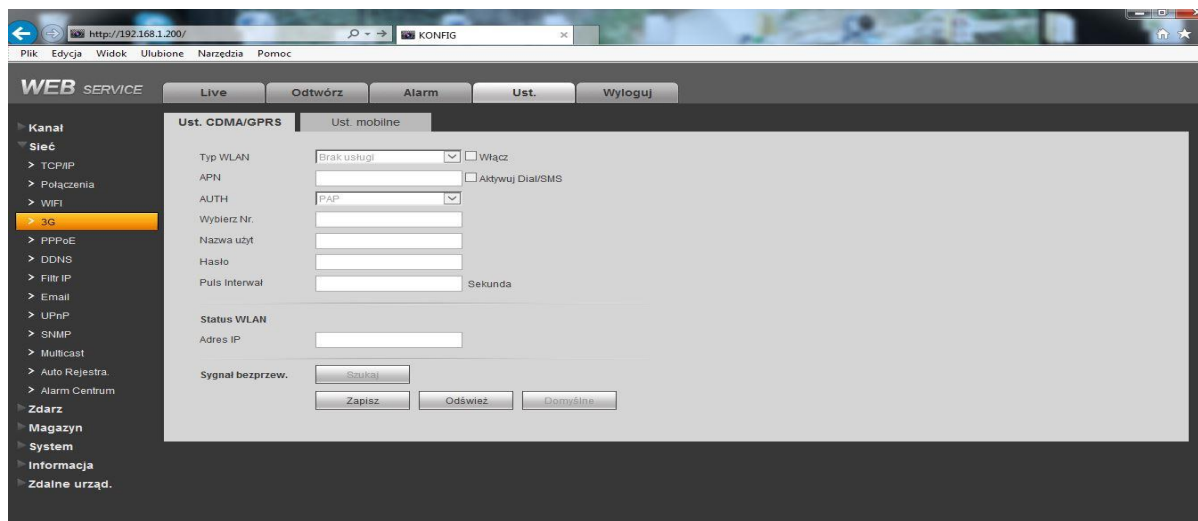 http://192.168.1.200/
KONFIG
Plik Edycja Widok Ulubione Narzędzia Pomoc
WEB SERVICE
Live Odtwórz Alarm Ust. Wyloguj
Kanał
Sieć
TCP/IP
Połączenia
WIFI
3G
PPPoE
DDNS
Filtr IP
Email
UPnP
SNMP
Multicast
Auto Rejestra.
Alarm Centrum
Zdarz
Magazyn
System
Informacja
Zdalne urząd.
Ust. CDMA/GPRS Ust. mobilne
Typ WLAN Brak usługi Włącz
APN Aktywuj Dial/SMS
AUTH PAP
Wybierz Nr.
Nazwa użyt
Hasło
Puls Interwał Sekunda
Status WLAN
Adres IP
Sygnał bezprzew. Szukaj
Zapisz Odśwież Domyślne